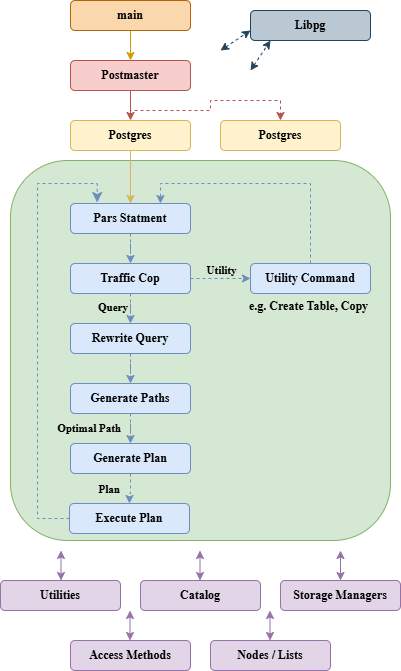 main
Libpg
Postmaster
Postgres
Postgres
Pars Statment
Traffic Cop
Utility
Utility Command
Query
e.g. Create Table, Copy
Rewrite Query
Generate Paths
Optimal Path
Generate Plan
Plan
Execute Plan
Utilities
Catalog
Storage Managers
Access Methods
Nodes / Lists